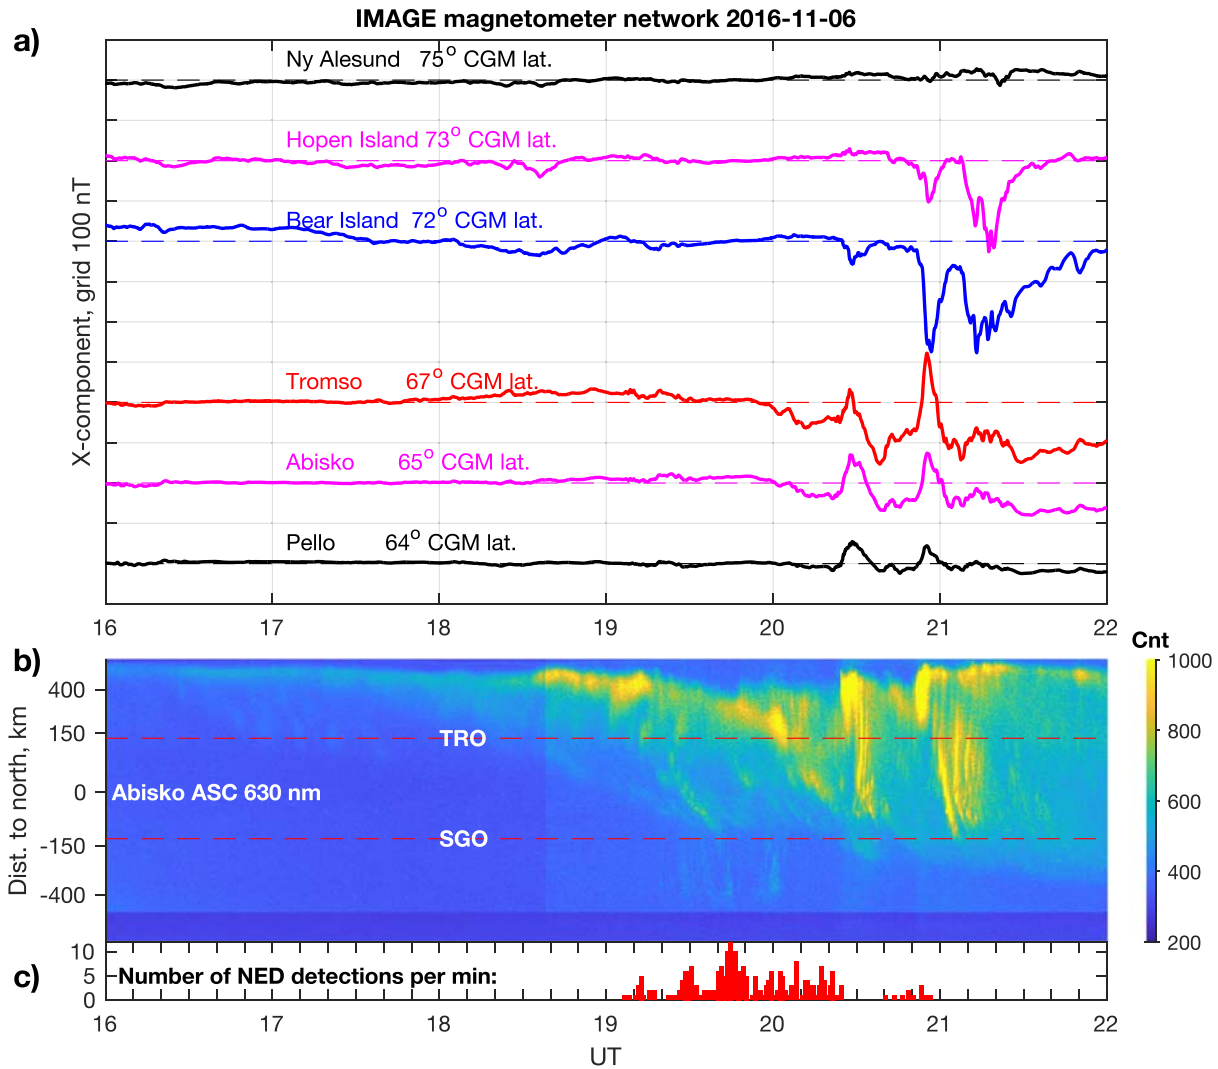 IMAGE magnetometer network 2016-11-06
a)
Ny Alesund 75° CGM lat.
Hopen Island 73° CGM lat.
Bear Island 72° CGM lat.
Tromso 67° CGM lat.
Abisko 65° CGM lat.
Pello 64° CGM lat.
X-component, grid 100 nT
16 17 18 19 20 21 22
b)
Cnt
1000
800
600
400
200
400
150
0
-150
-400
Dist. to north, km
TRO
Abisko ASC 630 nm
SGO
c)
10
5
0
Number of NED detections per min:
16 17 18 19 20 21 22
UT